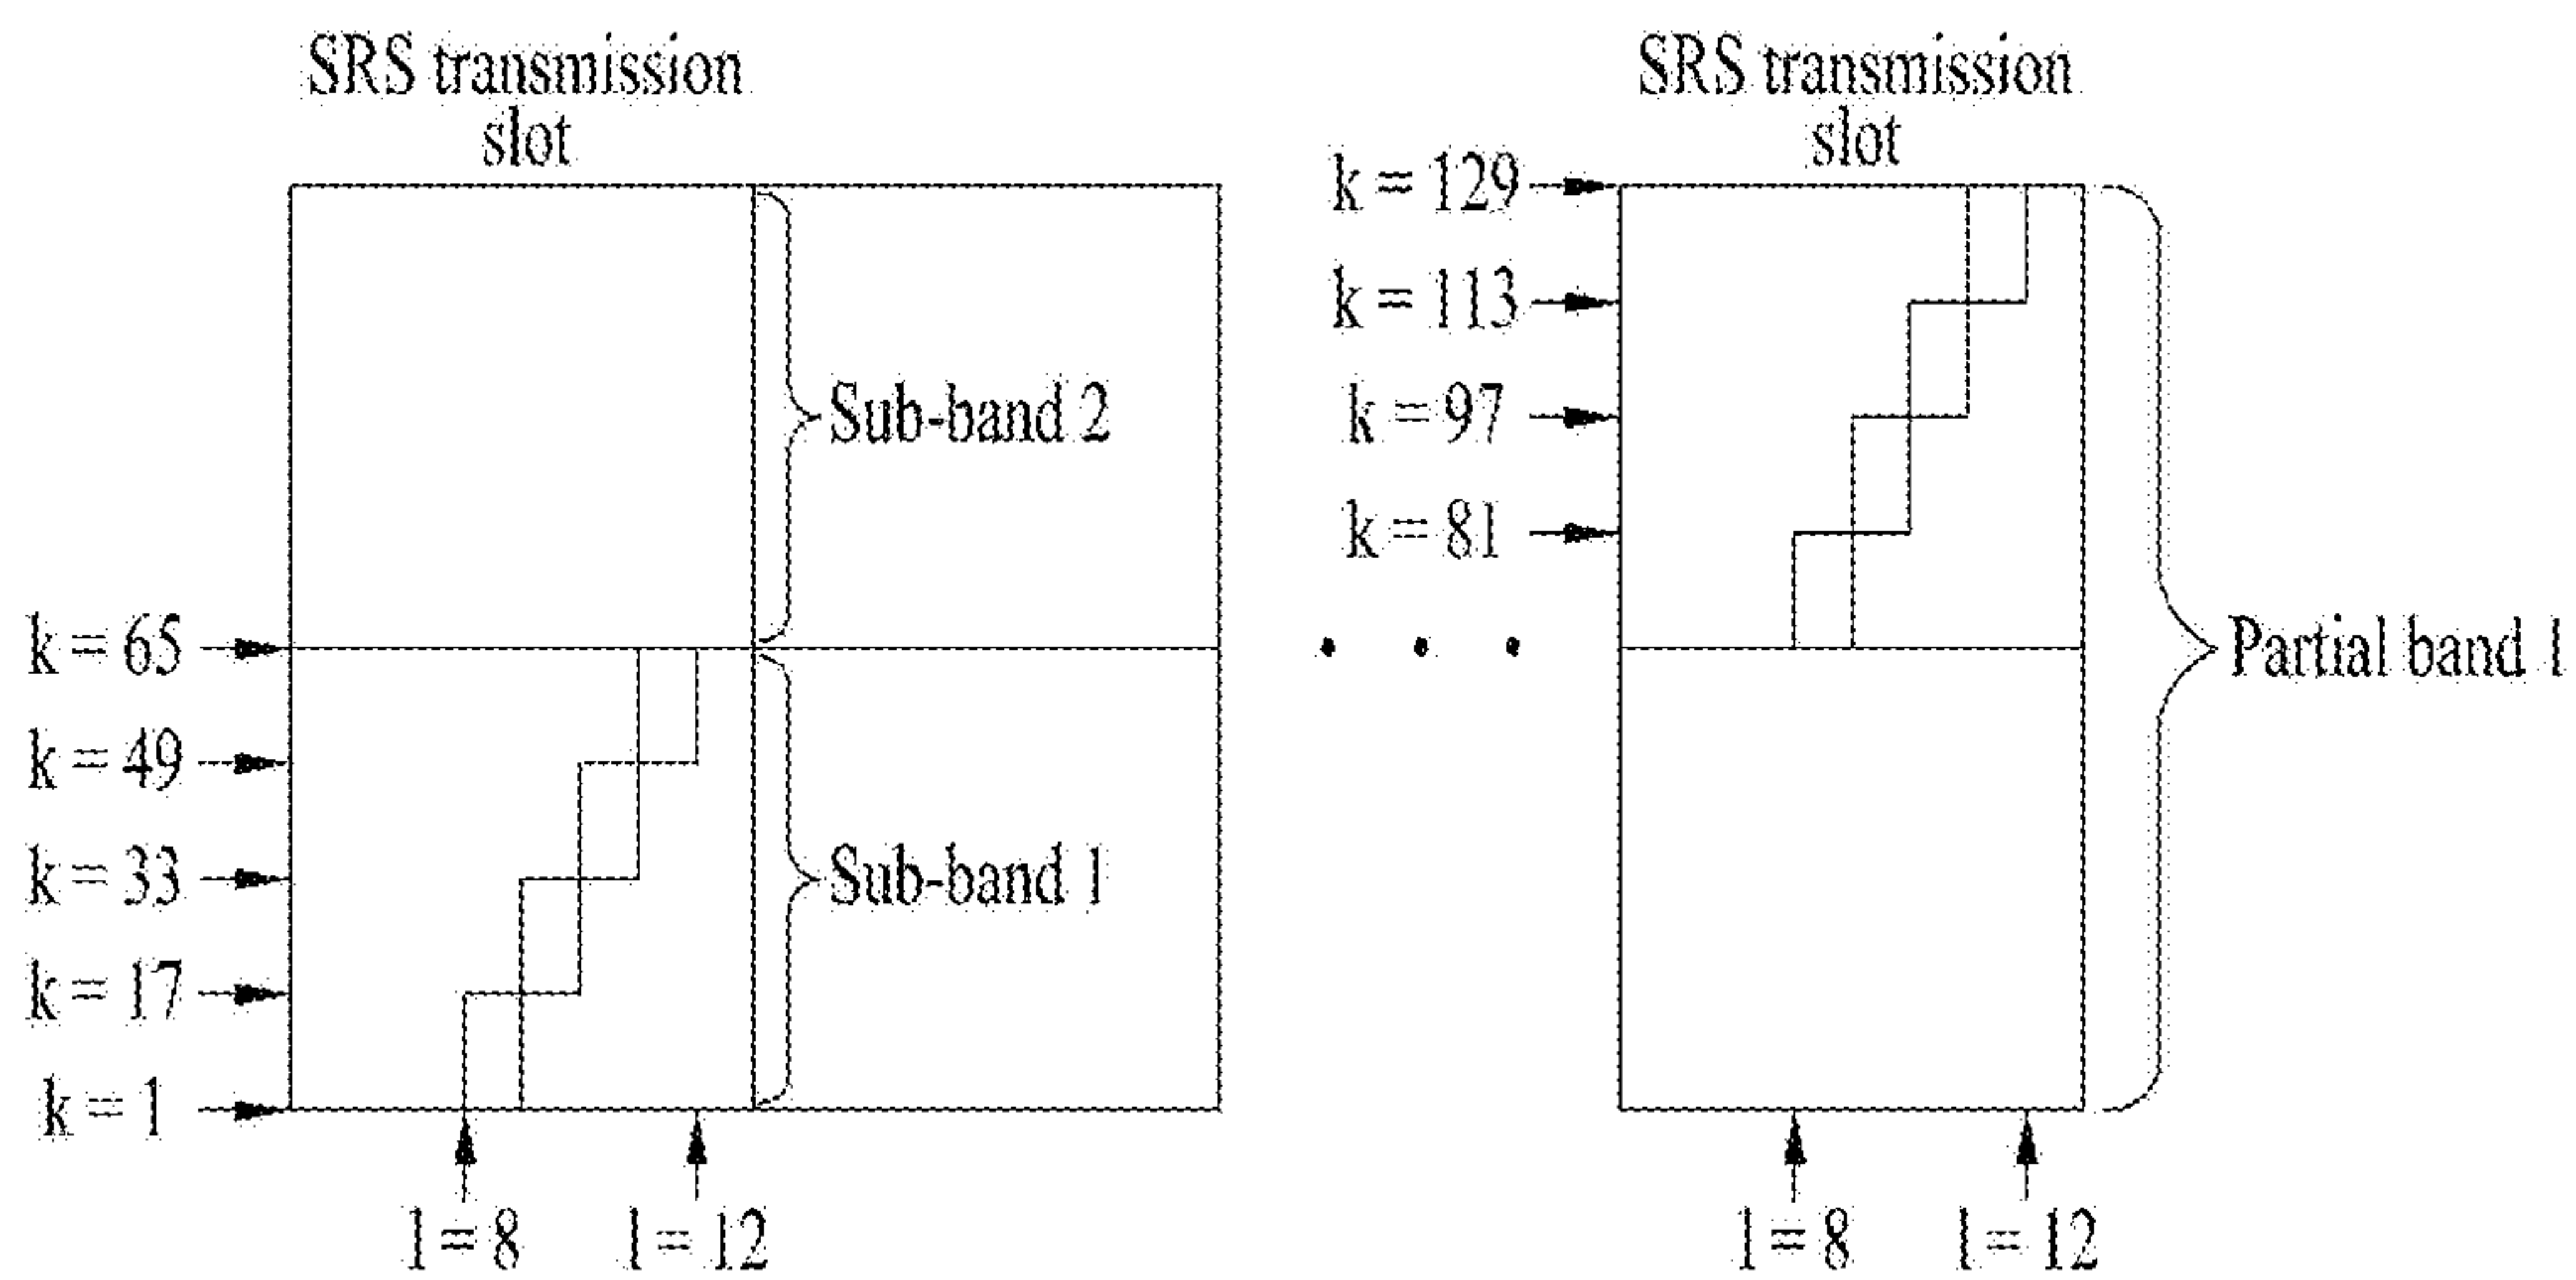 SRS transmission
slot
Sub-band 2
k = 65
k = 49
k = 33
Sub-band 1
k = 17
k = 1
l = 8
l = 12
SRS transmission
slot
k = 129
k = 113
k = 97
k = 81
Partial band 1
l = 8
l = 12